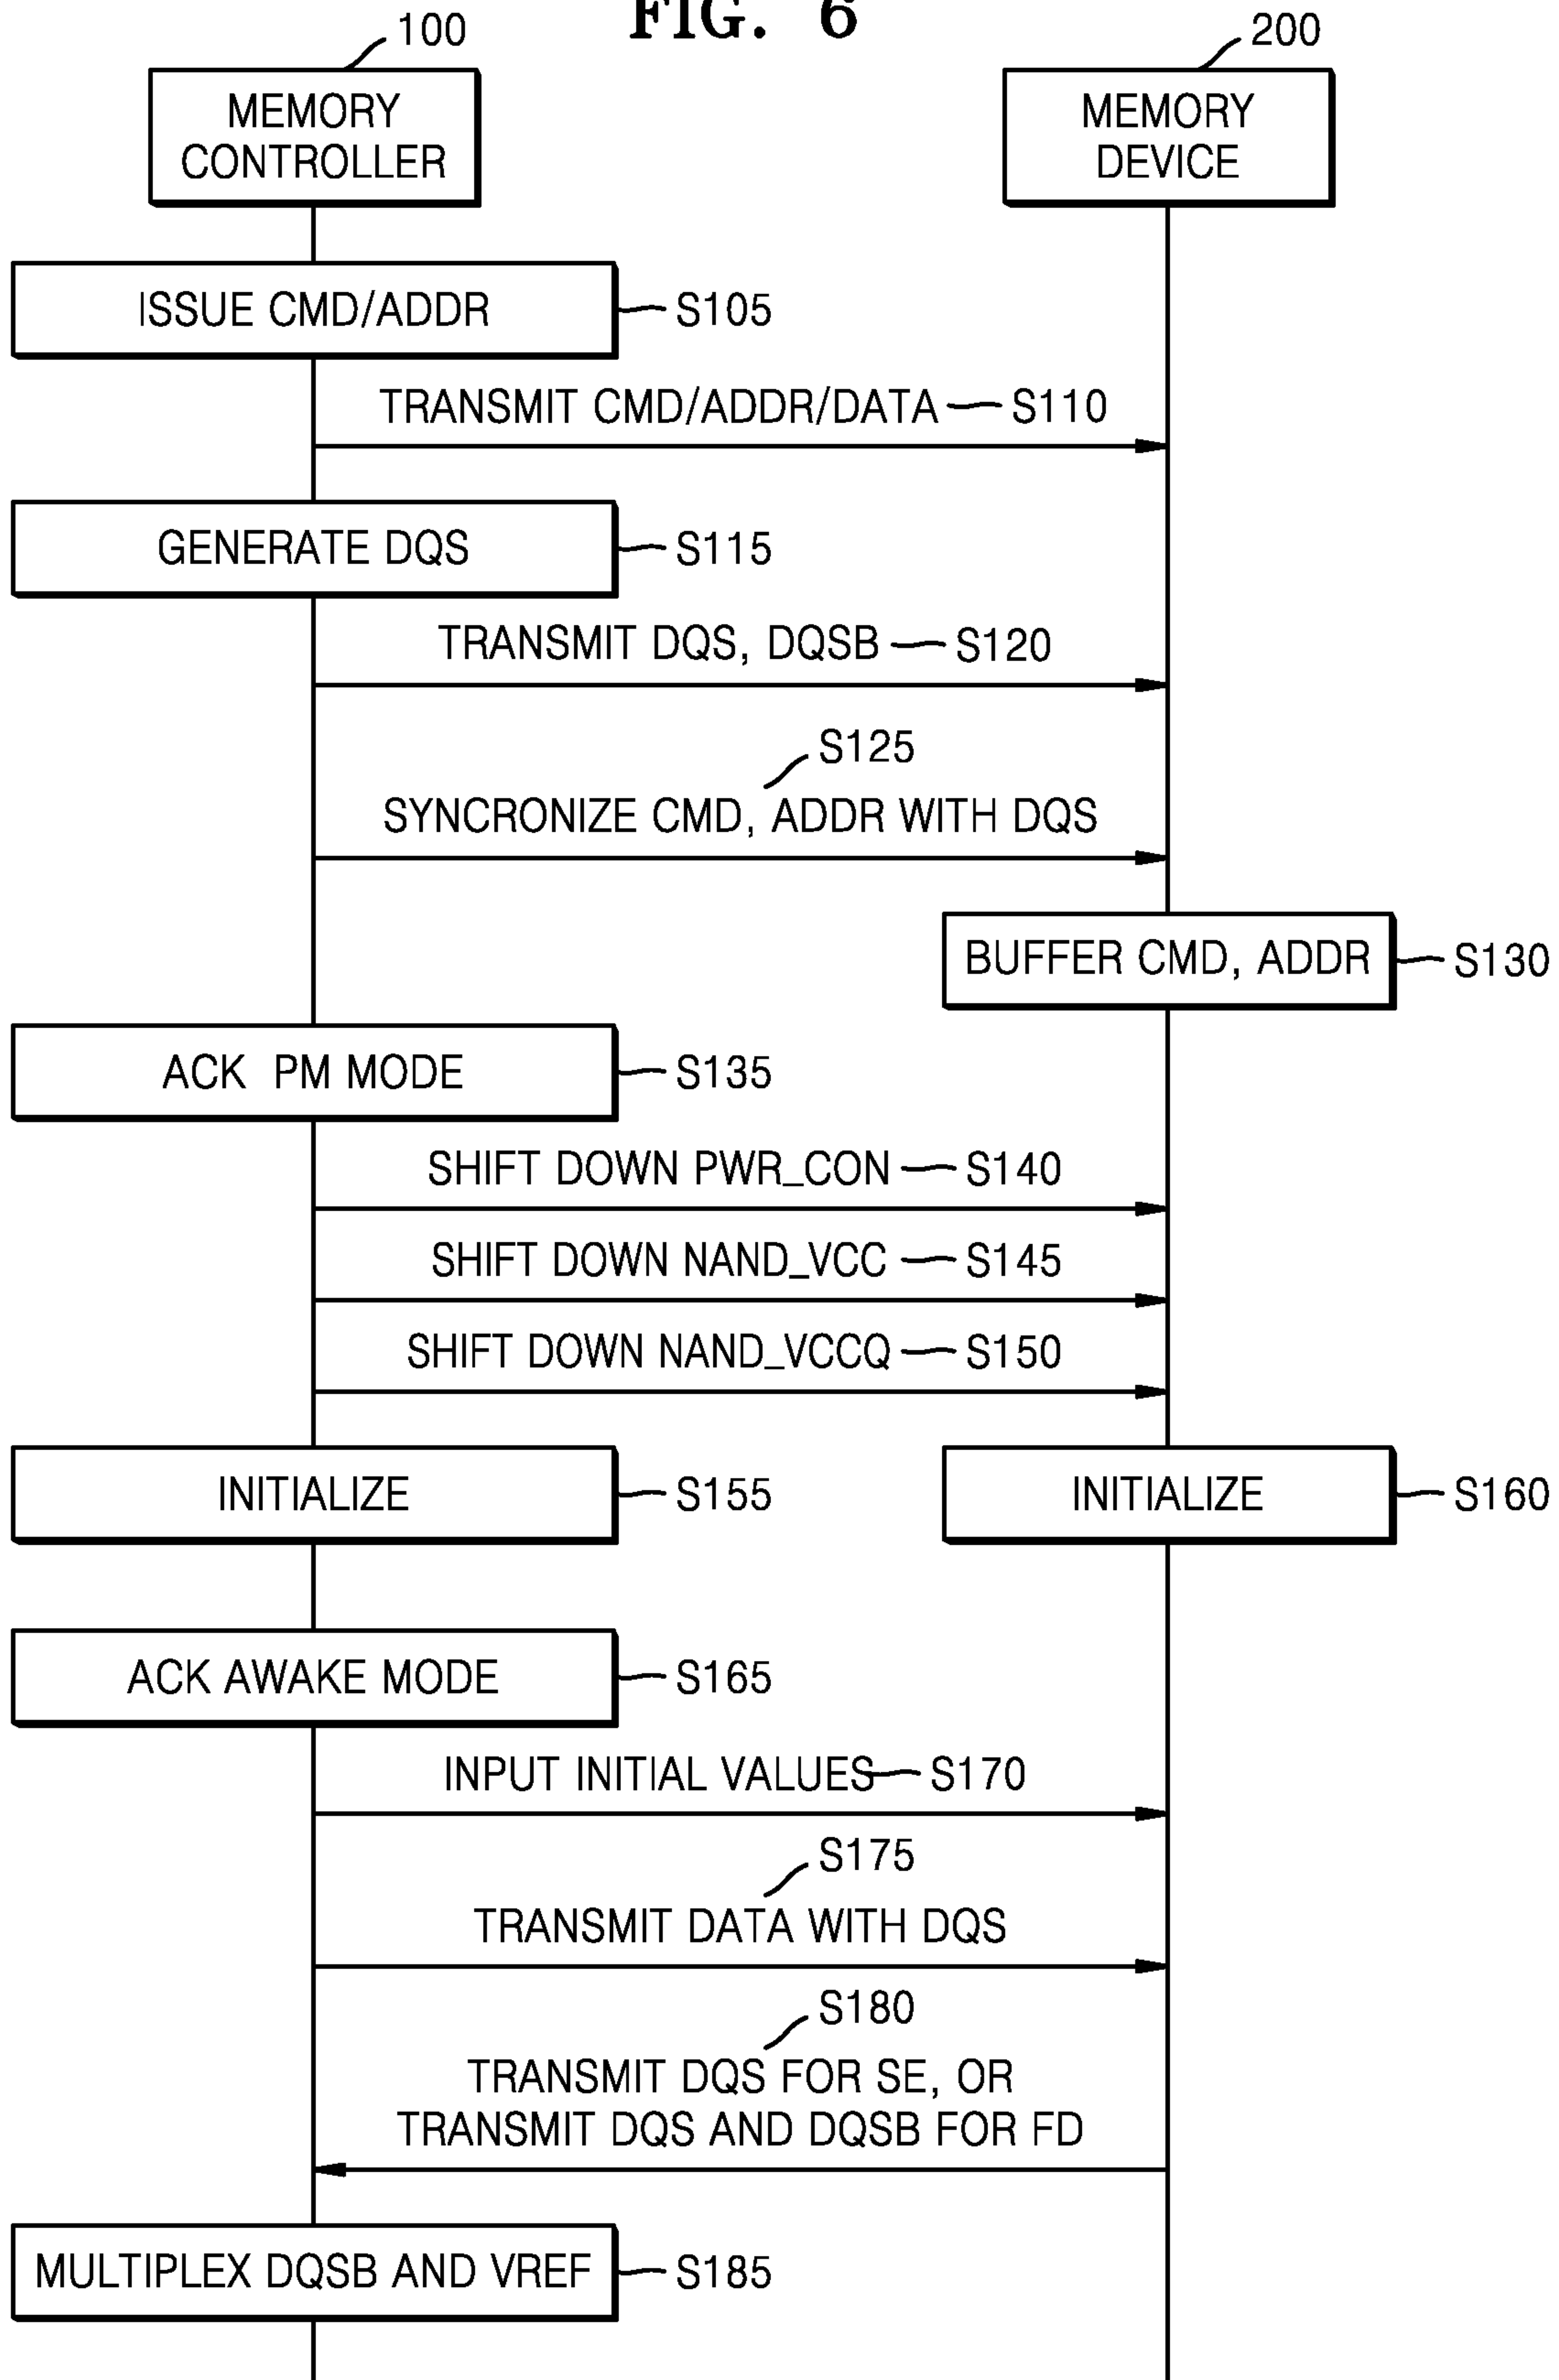 FIG. 6
100
200
MEMORY
CONTROLLER
MEMORY
DEVICE
ISSUE CMD/ADDR
S105
TRANSMIT CMD/ADDR/DATA
S110
GENERATE DQS
S115
TRANSMIT DQS, DQSB
S120
S125
SYNCRONIZE CMD, ADDR WITH DQS
BUFFER CMD, ADDR
S130
ACK PM MODE
S135
SHIFT DOWN PWR_CON
S140
SHIFT DOWN NAND_VCC
S145
SHIFT DOWN NAND_VCCQ
S150
INITIALIZE
S155
INITIALIZE
S160
ACK AWAKE MODE
S165
INPUT INITIAL VALUES
S170
S175
TRANSMIT DATA WITH DQS
S180
TRANSMIT DQS FOR SE, OR
TRANSMIT DQS AND DQSB FOR FD
MULTIPLEX DQSB AND VREF
S185